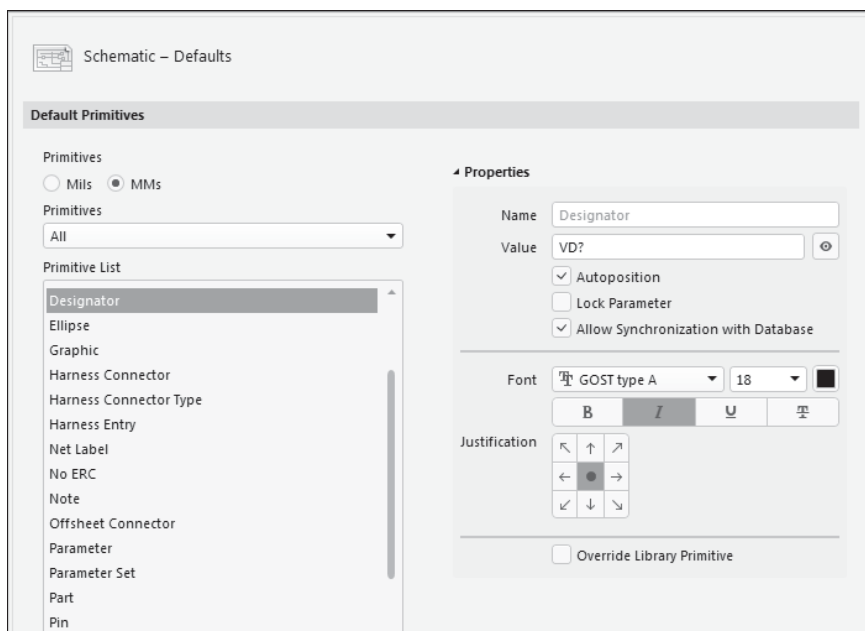 Schematic – Defaults
Default Primitives
Primitives
Mils MMs
Primitives
All
Primitive List
Designator
Ellipse
Graphic
Harness Connector
Harness Connector Type
Harness Entry
Net Label
No ERC
Note
Offsheet Connector
Parameter
Parameter Set
Part
Pin
Properties
Name Designator
Value VD?
Autoposition
Lock Parameter
Allow Synchronization with Database
Font GOST type A 18
B I U T
Justification
Override Library Primitive